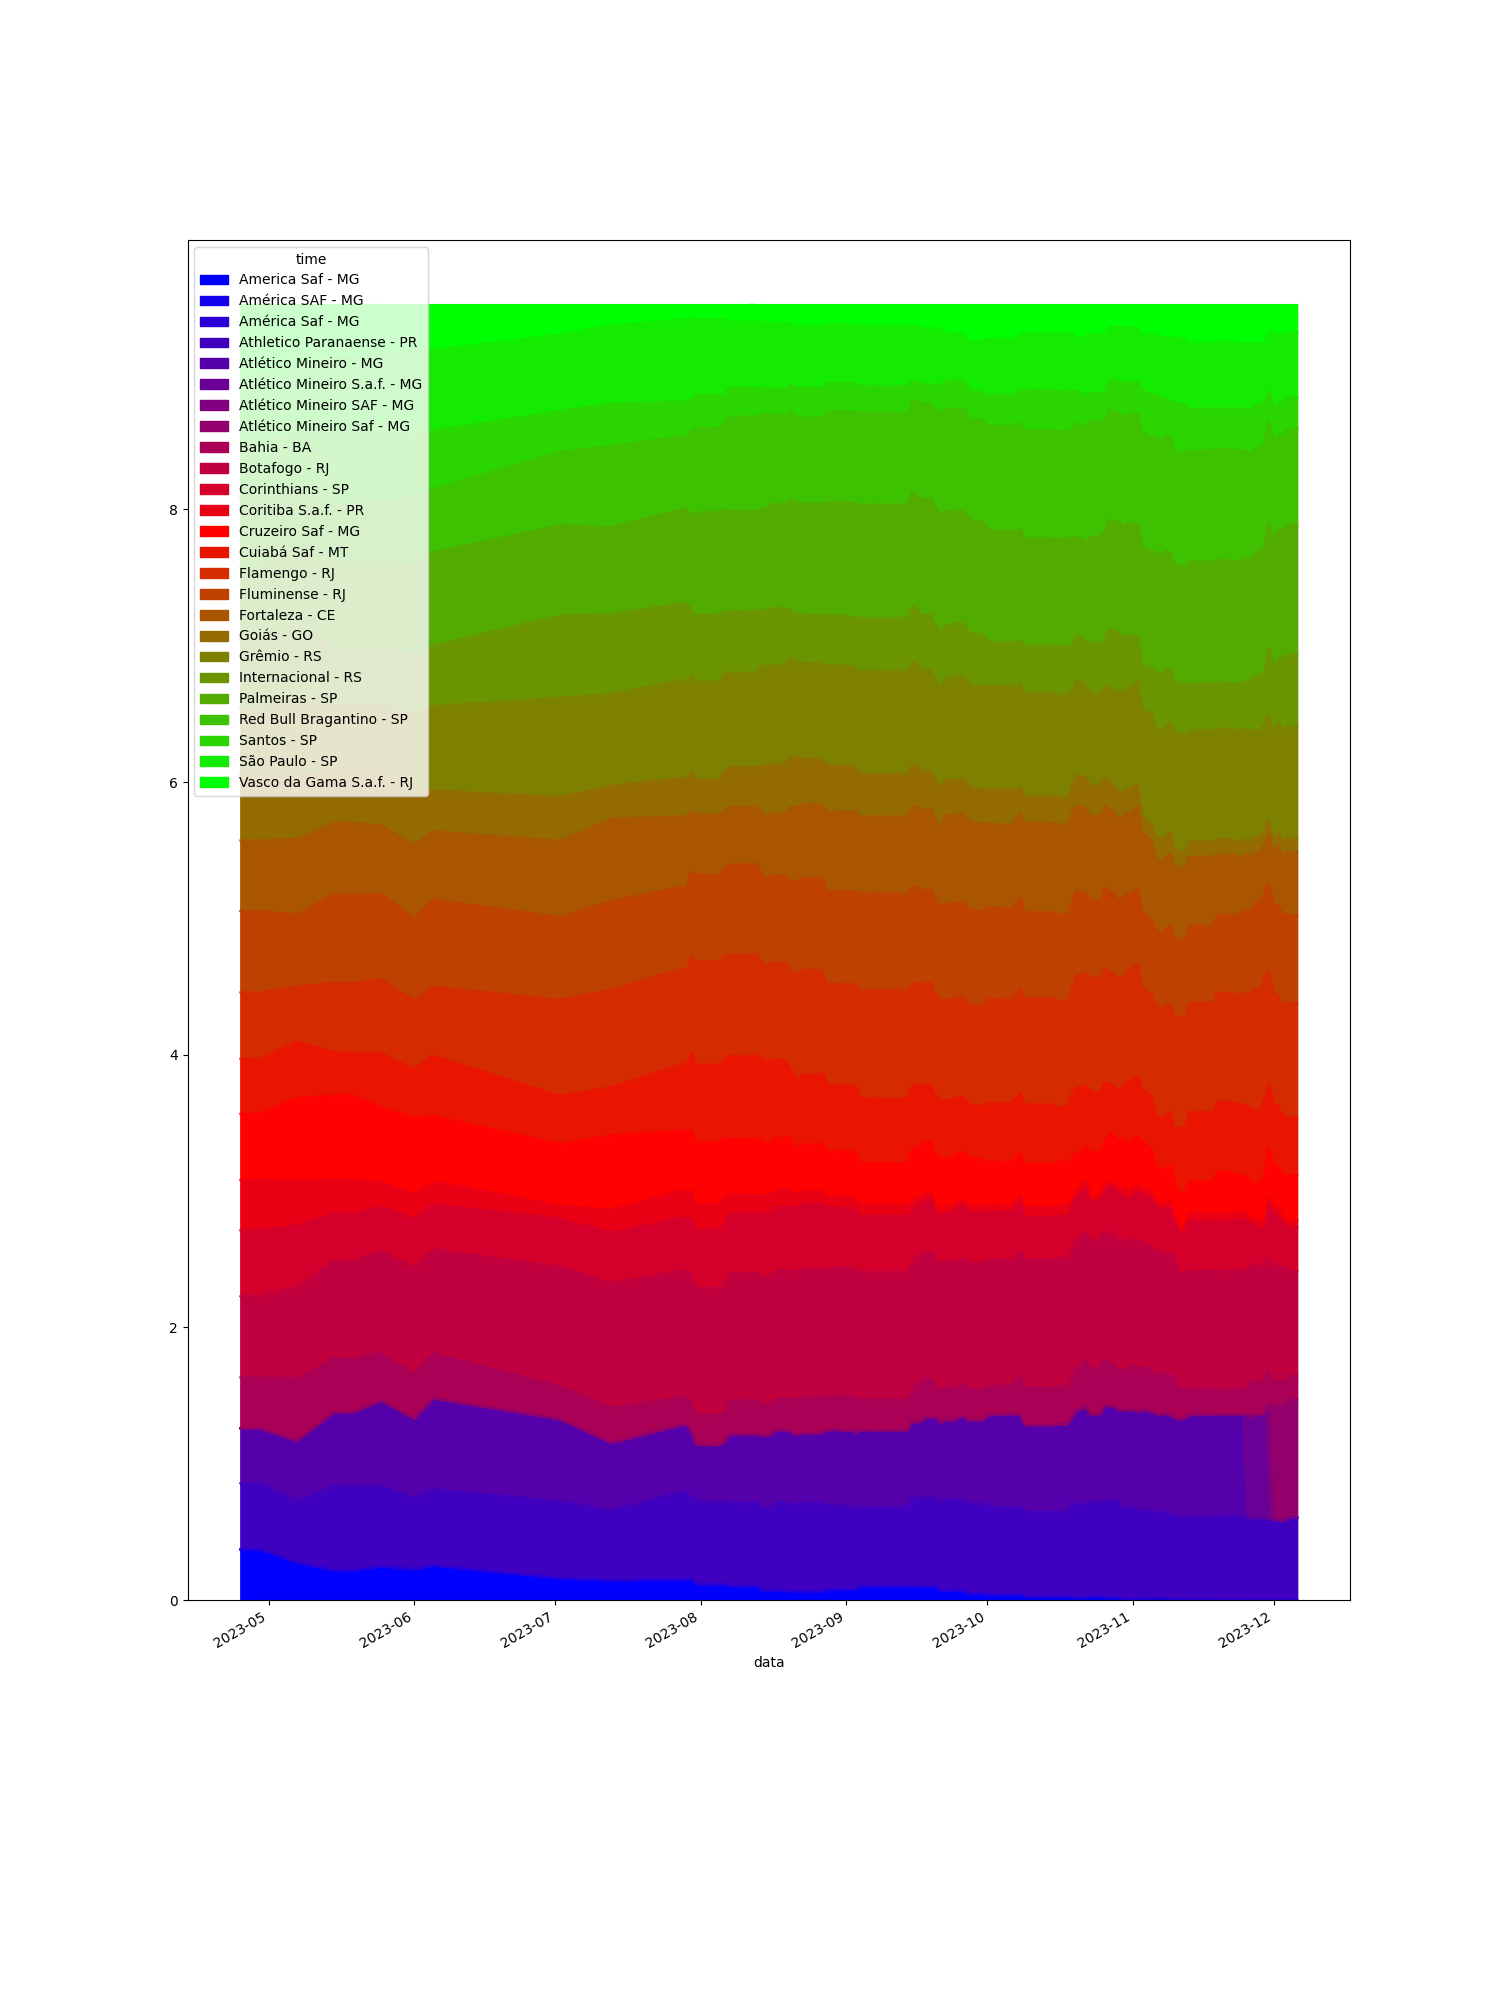 time
America Saf - MG
América SAF - MG
América Saf - MG
Athletico Paranaense - PR
Atlético Mineiro - MG
Atlético Mineiro S.a.f. - MG
Atlético Mineiro SAF - MG
Atlético Mineiro Saf - MG
Bahia - BA
Botafogo - RJ
Corinthians - SP
Coritiba S.a.f. - PR
Cruzeiro Saf - MG
Cuiabá Saf - MT
Flamengo - RJ
Fluminense - RJ
Fortaleza - CE
Goiás - GO
Grêmio - RS
Internacional - RS
Palmeiras - SP
Red Bull Bragantino - SP
Santos - SP
São Paulo - SP
Vasco da Gama S.a.f. - RJ
8
6
4
2
0
2023-05
2023-06
2023-07
2023-08
2023-09
2023-10
2023-11
2023-12
data